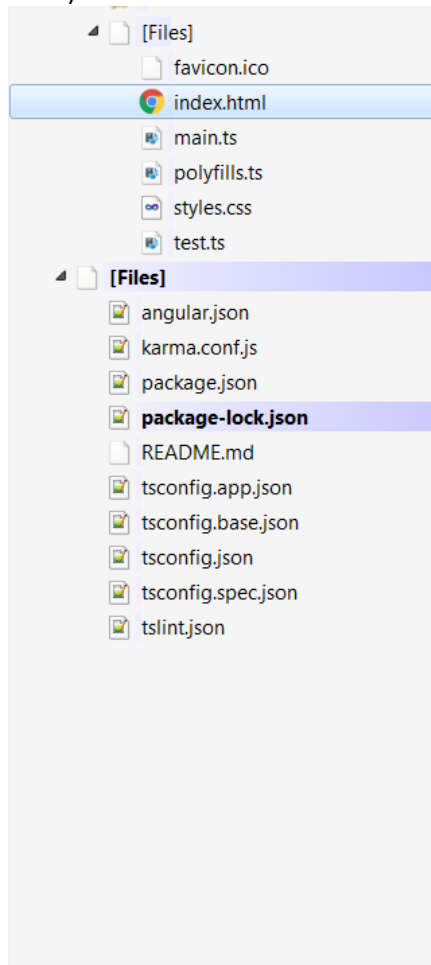 [Files]
favicon.ico
index.html
main.ts
polyfills.ts
styles.css
test.ts
[Files]
angular.json
karma.conf.js
package.json
package-lock.json
README.md
tsconfig.app.json
tsconfig.base.json
tsconfig.json
tsconfig.spec.json
tslint.json